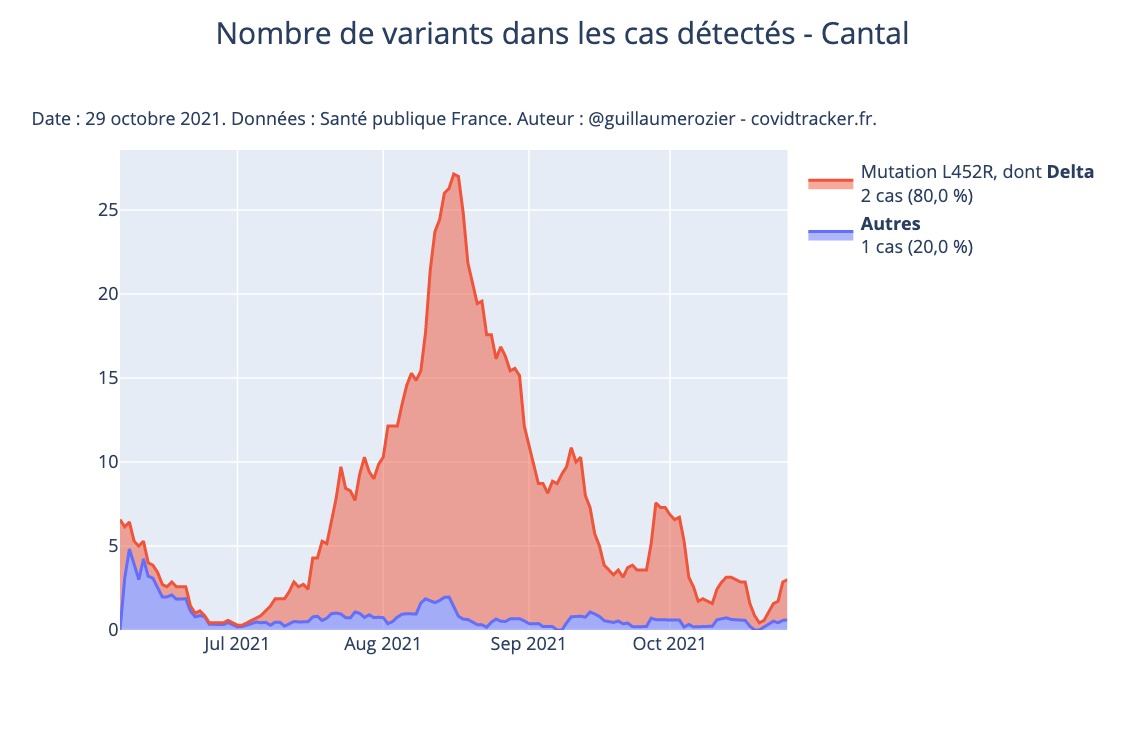 Nombre de variants dans les cas détectés - Cantal
Date : 29 octobre 2021. Données : Santé publique France. Auteur : @guillaumerozier - covidtracker.fr.
Mutation L452R, dont Delta
2 cas (80,0 %)
Autres
1 cas (20,0 %)
25
20
15
10
5
0
Jul 2021
Aug 2021
Sep 2021
Oct 2021